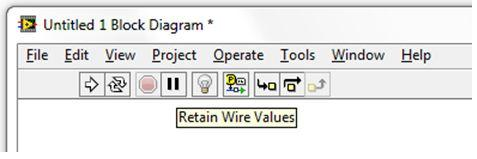 Untitled 1 Block Diagram *
File Edit View Project Operate Tools Window Help
Retain Wire Values